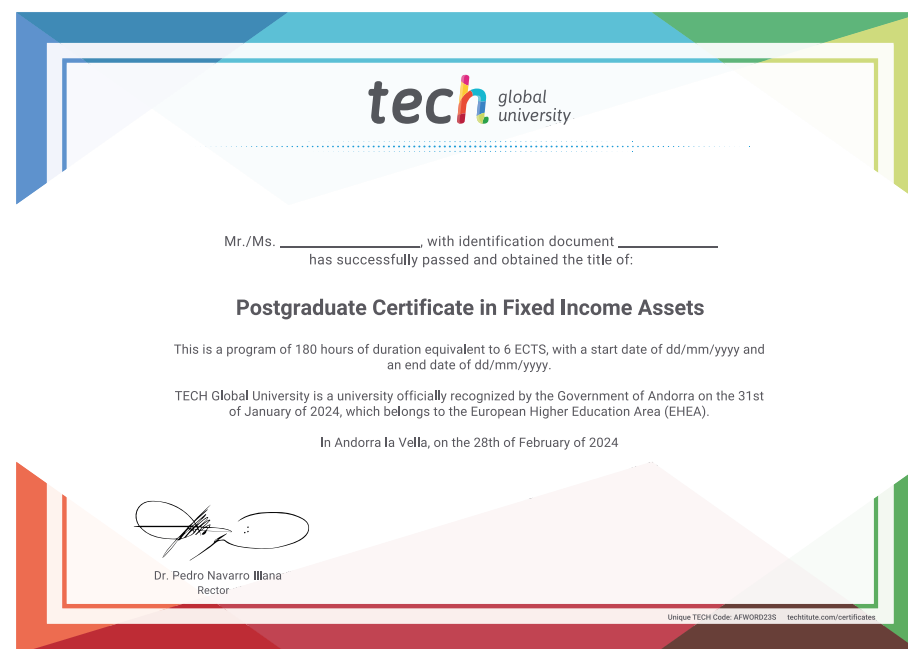 tech global
university
Mr./Ms. ____________, with identification document ____________
has successfully passed and obtained the title of:
Postgraduate Certificate in Fixed Income Assets
This is a program of 180 hours of duration equivalent to 6 ECTS, with a start date of dd/mm/yyyy and
an end date of dd/mm/yyyy.
TECH Global University is a university officially recognized by the Government of Andorra on the 31st
of January of 2024, which belongs to the European Higher Education Area (EHEA).
In Andorra la Vella, on the 28th of February of 2024
Dr. Pedro Navarro Illana
Rector
Unique TECH Code: AFWORD23S techtitute.com/certificates